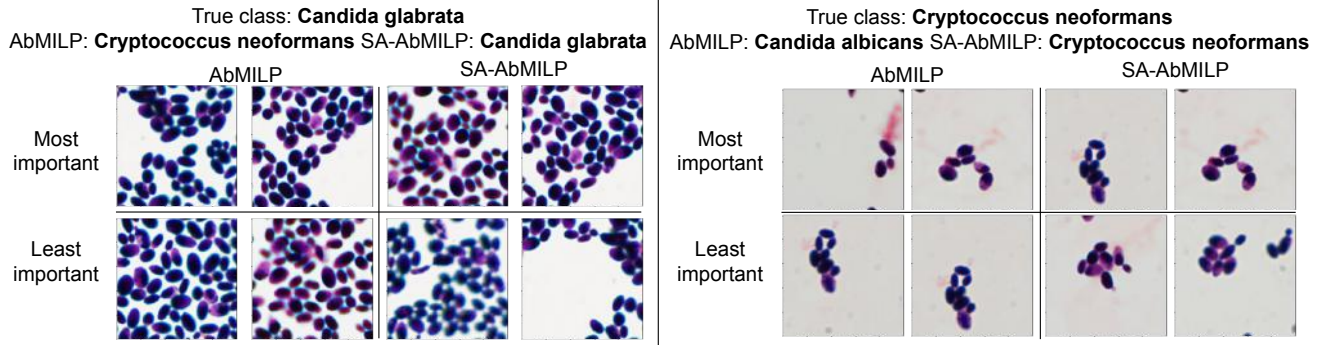 True class: Candida glabrata
AbMILP: Cryptococcus neoformans SA-AbMILP: Candida glabrata
AbMILP
SA-AbMILP
Most
important
Least
important
True class: Cryptococcus neoformans
AbMILP: Candida albicans SA-AbMILP: Cryptococcus neoformans
AbMILP
SA-AbMILP
Most
important
Least
important